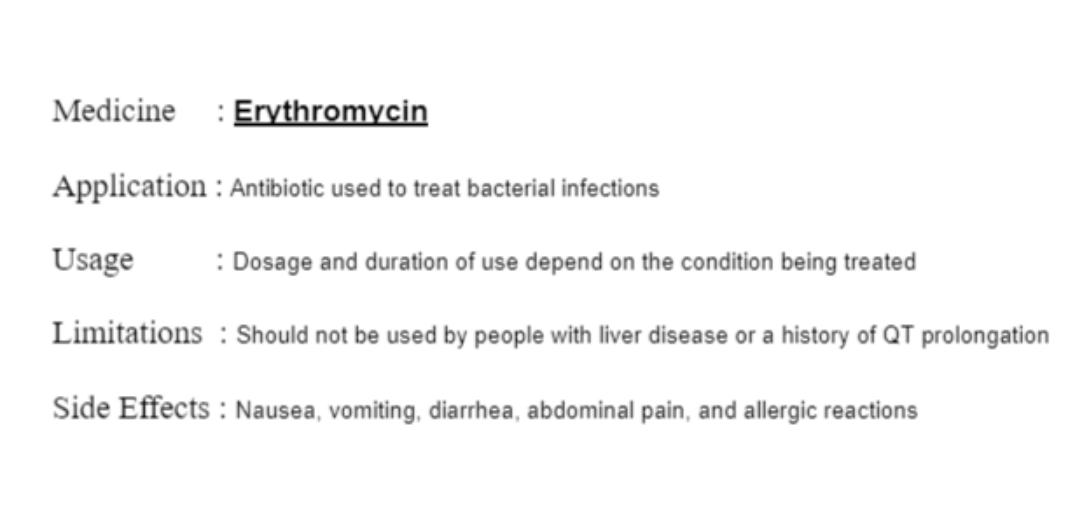 Medicine : Erythromycin
Application : Antibiotic used to treat bacterial infections
Usage : Dosage and duration of use depend on the condition being treated
Limitations : Should not be used by people with liver disease or a history of QT prolongation
Side Effects : Nausea, vomiting, diarrhea, abdominal pain, and allergic reactions